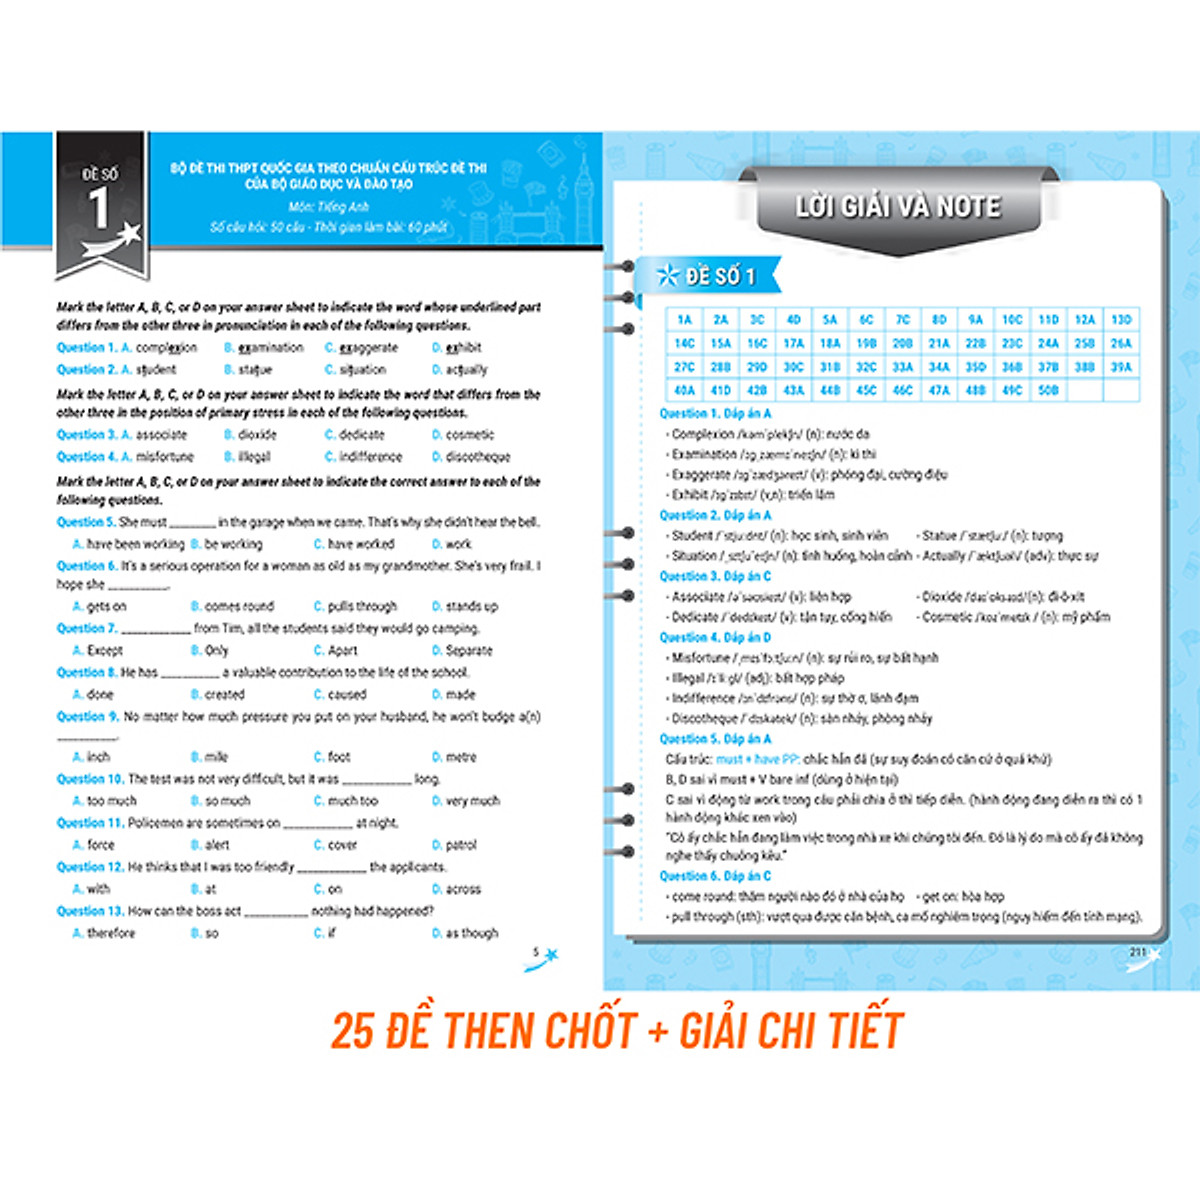 ĐỀ SỐ
1
BỘ ĐỀ THI THPT QUỐC GIA THEO CHUẨN CẤU TRÚC ĐỀ THI
CỦA BỘ GIÁO DỤC VÀ ĐÀO TẠO
Môn: Tiếng Anh
Số câu hỏi: 50 câu - Thời gian làm bài: 60 phút
Mark the letter A, B, C, or D on your answer sheet to indicate the word whose underlined part
differs from the other three in pronunciation in each of the following questions.
Question 1. A. complexion B. examination C. exaggerate D. exhibit
Question 2. A. student B. statue C. situation D. actually
Mark the letter A, B, C, or D on your answer sheet to indicate the word that differs from the
other three in the position of primary stress in each of the following questions.
Question 3. A. associate B. dioxide C. dedicate D. cosmetic
Question 4. A. misfortune B. illegal C. indifference D. discotheque
Mark the letter A, B, C, or D on your answer sheet to indicate the correct answer to each of the
following questions.
Question 5. She must ________ in the garage when we came. That's why she didn't hear the bell.
A. have been working B. be working C. have worked D. work
Question 6. It's a serious operation for a woman as old as my grandmother. She's very frail. I
hope she __________.
A. gets on B. comes round C. pulls through D. stands up
Question 7. ____________ from Tim, all the students said they would go camping.
A. Except B. Only C. Apart D. Separate
Question 8. He has __________ a valuable contribution to the life of the school.
A. done B. created C. caused D. made
Question 9. No matter how much pressure you put on your husband, he won't budge a(n)
__________.
A. inch B. mile C. foot D. metre
Question 10. The test was not very difficult, but it was ____________ long.
A. too much B. so much C. much too D. very much
Question 11. Policemen are sometimes on ____________ at night.
A. force B. alert C. cover D. patrol
Question 12. He thinks that I was too friendly ____________ the applicants.
A. with B. at C. on D. across
Question 13. How can the boss act ___________ nothing had happened?
A. therefore B. so C. if D. as though
5
LỜI GIẢI VÀ NOTE
ĐỀ SỐ 1
1A 2A 3C 4D 5A 6C 7C 8D 9A 10C 11D 12A 13D
14C 15A 16C 17A 18A 19B 20B 21A 22B 23C 24A 25B 26A
27C 28B 29D 30C 31B 32C 33A 34A 35D 36B 37B 38B 39A
40A 41D 42B 43A 44B 45C 46C 47A 48B 49C 50B
Question 1. Đáp án A
- Complexion (n): nước da
- Examination (n): kì thi
- Exaggerate (v): phóng đại, cường điệu
- Exhibit (v,n): triển lãm
Question 2. Đáp án A
- Student (n): học sinh, sinh viên - Statue (n): tượng
- Situation (n): tình huống, hoàn cảnh - Actually (adv): thực sự
Question 3. Đáp án C
- Associate (v): liên hợp - Dioxide (n): đi-ô-xít
- Dedicate (v): tận tụy, cống hiến - Cosmetic (n): mỹ phẩm
Question 4. Đáp án D
- Misfortune (n): sự rủi ro, sự bất hạnh
- Illegal (adj): bất hợp pháp
- Indifference (n): sự thờ ơ, lãnh đạm
- Discotheque (n): sàn nhảy, phòng nhảy
Question 5. Đáp án A
Cấu trúc: must + have PP: chắc hẳn đã (sự suy đoán có căn cứ ở quá khứ)
B, D sai vì must + V bare inf (dùng ở hiện tại)
C sai vì động từ work trong câu phải chia ở thì tiếp diễn. (hành động đang diễn ra thì có 1
hành động khác xen vào)
"Cô ấy chắc hẳn đang làm việc trong nhà xe khi chúng tôi đến. Đó là lý do mà cô ấy đã không
nghe thấy chuông kêu."
Question 6. Đáp án C
- come round: thăm người nào đó ở nhà của họ - get on: hòa hợp
- pull through (sth): vượt qua được căn bệnh, ca mổ nghiêm trọng (nguy hiểm đến tính mạng).
211
25 ĐỀ THEN CHỐT + GIẢI CHI TIẾT